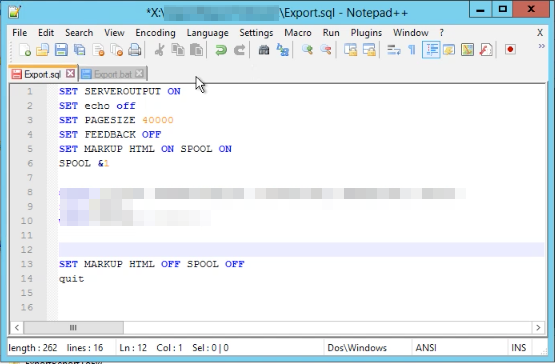 *X:\ \Export.sql - Notepad++
File Edit Search View Encoding Language Settings Macro Run Plugins Window ? X
Export.sql Export.bat
1 SET SERVEROUTPUT ON
2 SET echo off
3 SET PAGESIZE 40000
4 SET FEEDBACK OFF
5 SET MARKUP HTML ON SPOOL ON
6 SPOOL &1
7
8
9
10
11
12
13 SET MARKUP HTML OFF SPOOL OFF
14 quit
15
16
length : 262 lines : 16 Ln : 12 Col : 1 Sel : 0 | 0 Dos\Windows ANSI INS